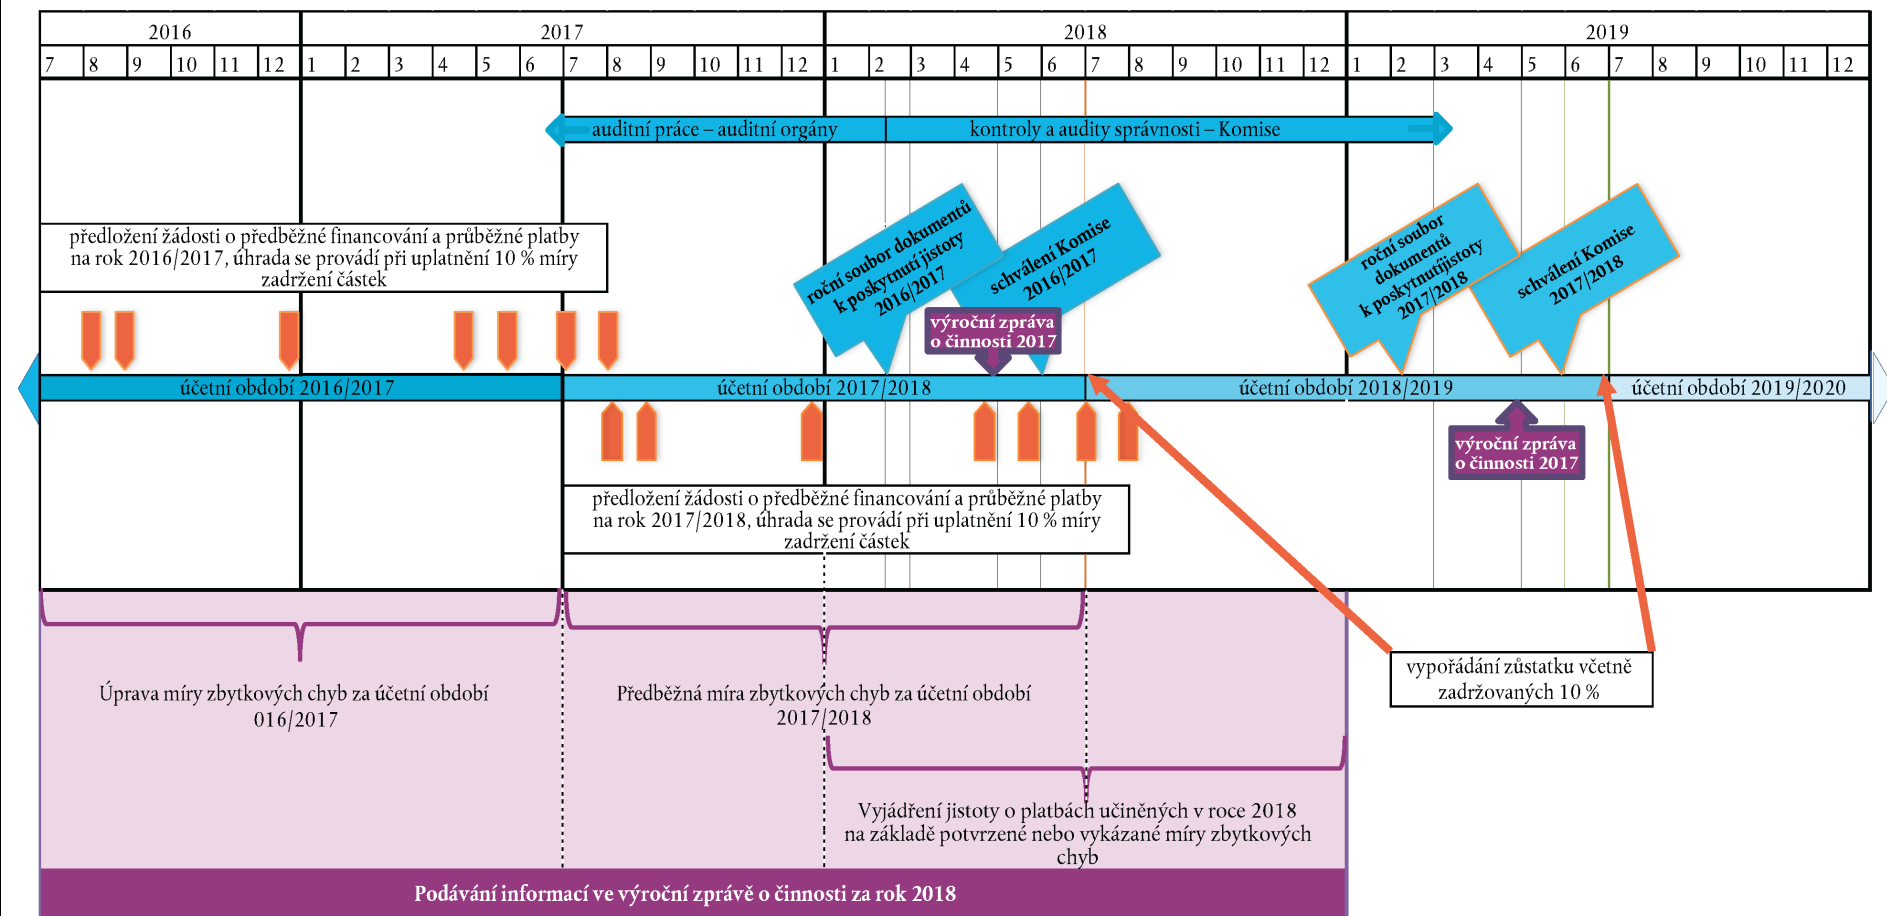 2016 2017 2018 2019
7 8 9 10 11 12 1 2 3 4 5 6 7 8 9 10 11 12 1 2 3 4 5 6 7 8 9 10 11 12 1 2 3 4 5 6 7 8 9 10 11 12
auditní práce – auditní orgány
kontroly a audity správnosti – Komise
předložení žádosti o předběžné financování a průběžné platby
na rok 2016/2017, úhrada se provádí při uplatnění 10 % míry
zadržení částek
roční soubor dokumentů
k poskytnutí jistoty
2016/2017
schválení Komise
2016/2017
výroční zpráva
o činnosti 2017
roční soubor
dokumentů
k poskytnutíjistoty
2017/2018
schválení Komise
2017/2018
účetní období 2016/2017
účetní období 2017/2018
účetní období 2018/2019
účetní období 2019/2020
výroční zpráva
o činnosti 2017
předložení žádosti o předběžné financování a průběžné platby
na rok 2017/2018, úhrada se provádí při uplatnění 10 % míry
zadržení částek
vypořádání zůstatku včetně
zadržovaných 10 %
Úprava míry zbytkových chyb za účetní období
016/2017
Předběžná míra zbytkových chyb za účetní období
2017/2018
Vyjádření jistoty o platbách učiněných v roce 2018
na základě potvrzené nebo vykázané míry zbytkových
chyb
Podávání informací ve výroční zprávě o činnosti za rok 2018